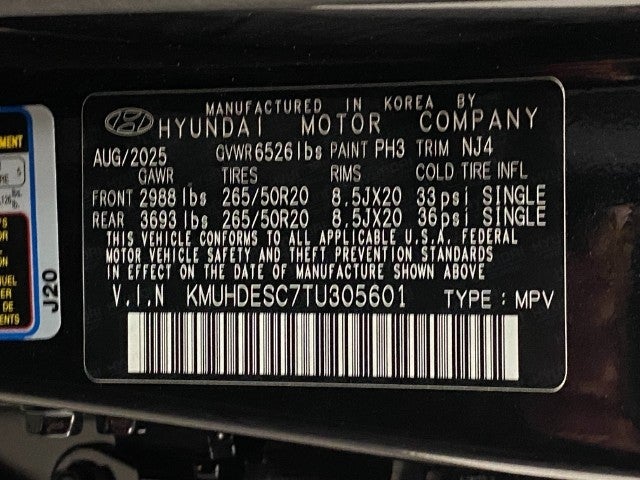 MANUFACTURED IN KOREA BY
HYUNDAI MOTOR COMPANY
AUG/2025 GVWR 6526 lbs PAINT PH3 TRIM NJ4
GAWR TIRES RIMS COLD TIRE INFL
FRONT 2988 lbs 265/50R20 8.5JX20 33psi SINGLE
REAR 3693 lbs 265/50R20 8.5JX20 36psi SINGLE
THIS VEHICLE CONFORMS TO ALL APPLICABLE U.S.A. FEDERAL
MOTOR VEHICLE SAFETY AND THEFT PREVENTION STANDARDS
IN EFFECT ON THE DATE OF MANUFACTURE SHOWN ABOVE
V.I.N KMUHDESC7TU305601 TYPE : MPV
J20